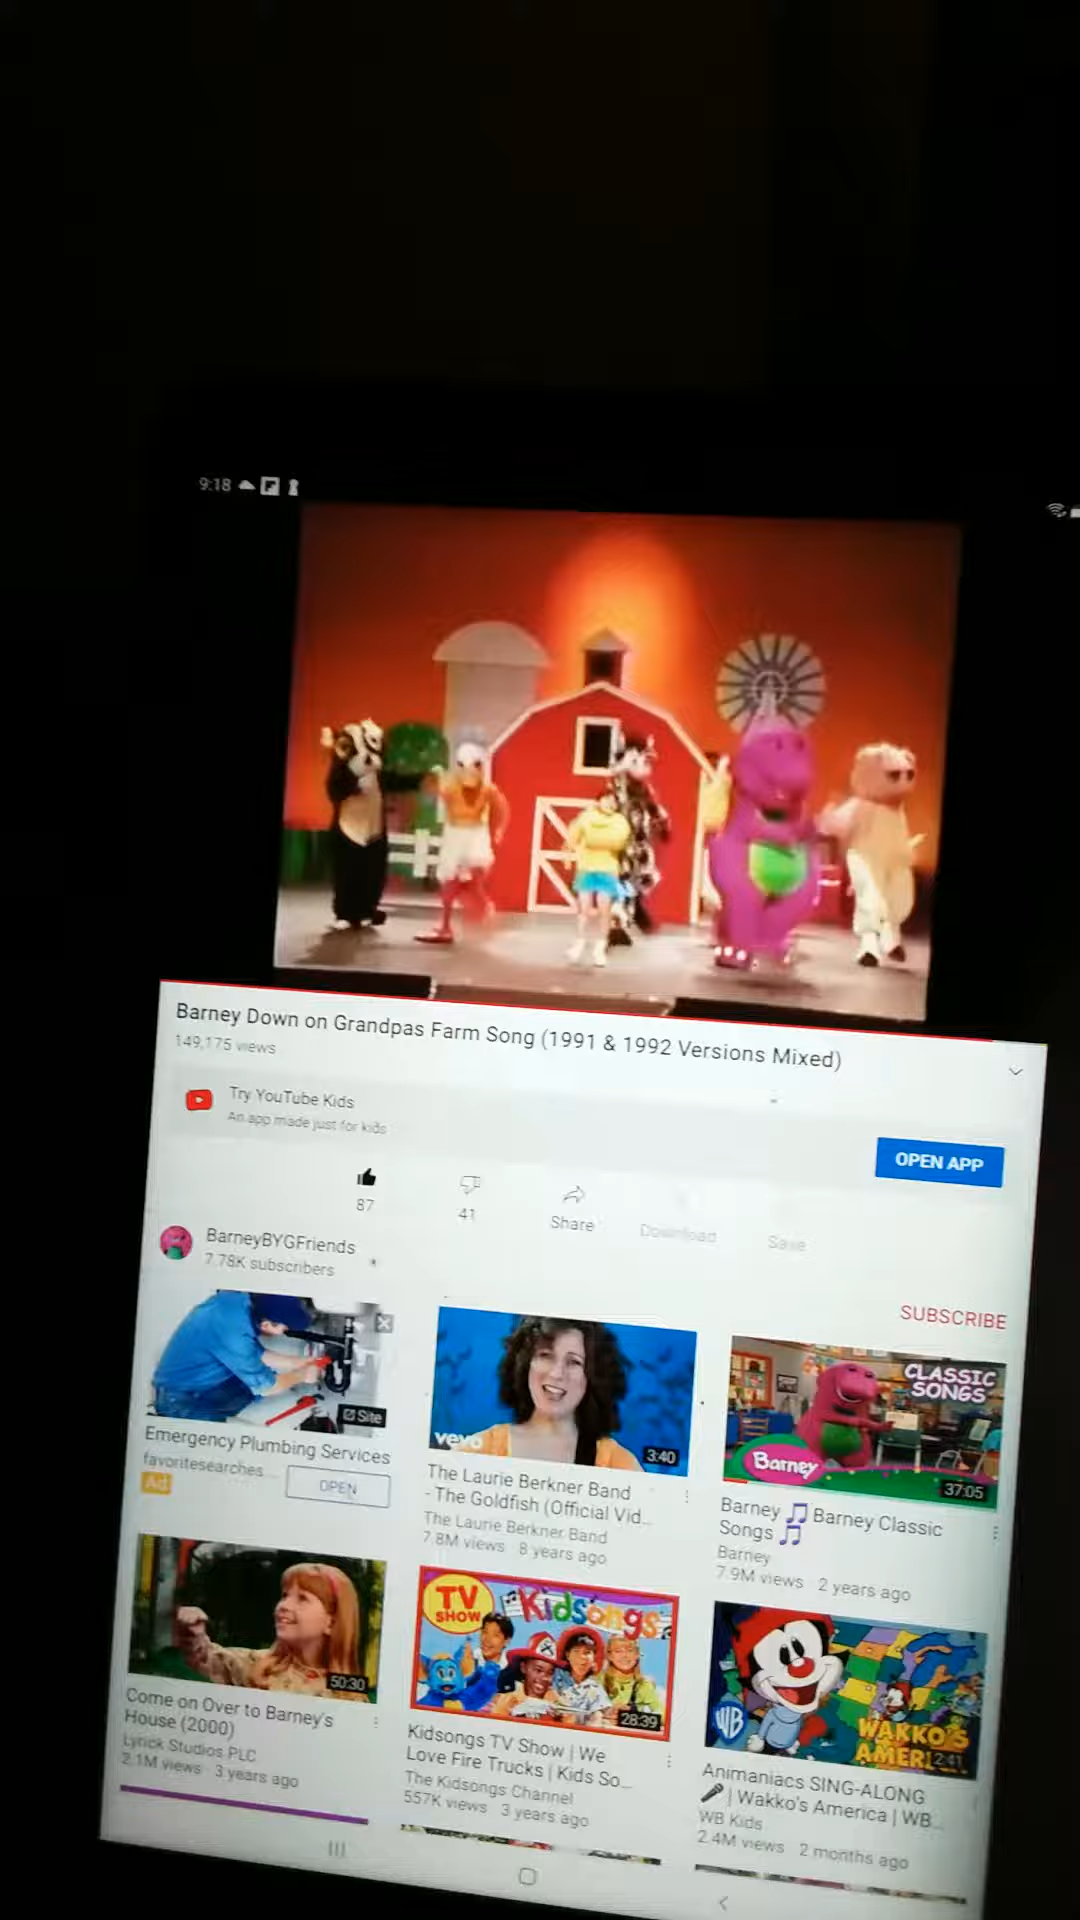 9:18
Barney Down on Grandpas Farm Song (1991 & 1992 Versions Mixed)
149,175 views
Try YouTube Kids
An app made just for kids
OPEN APP
87
41
Share
Download
Save
BarneyBYGFriends
7.78K subscribers
SUBSCRIBE
Site
Emergency Plumbing Services
favoritesearches...
Ad
OPEN
vevo
3:40
The Laurie Berkner Band
- The Goldfish (Official Vid...
The Laurie Berkner Band
7.8M views 8 years ago
CLASSIC
SONGS
Barney
37:05
Barney 🎵 Barney Classic
Songs 🎵
Barney
7.9M views 2 years ago
50:30
Come on Over to Barney's
House (2000)
Lyrick Studios PLC
2.1M views 3 years ago
TV
SHOW
Kidsongs
28:39
Kidsongs TV Show | We
Love Fire Trucks | Kids So...
The Kidsongs Channel
557K views 3 years ago
WB
WAKKO'S
AMERI
2:41
Animaniacs SING-ALONG
🎤 | Wakko's America | WB...
WB Kids
2.4M views 2 months ago